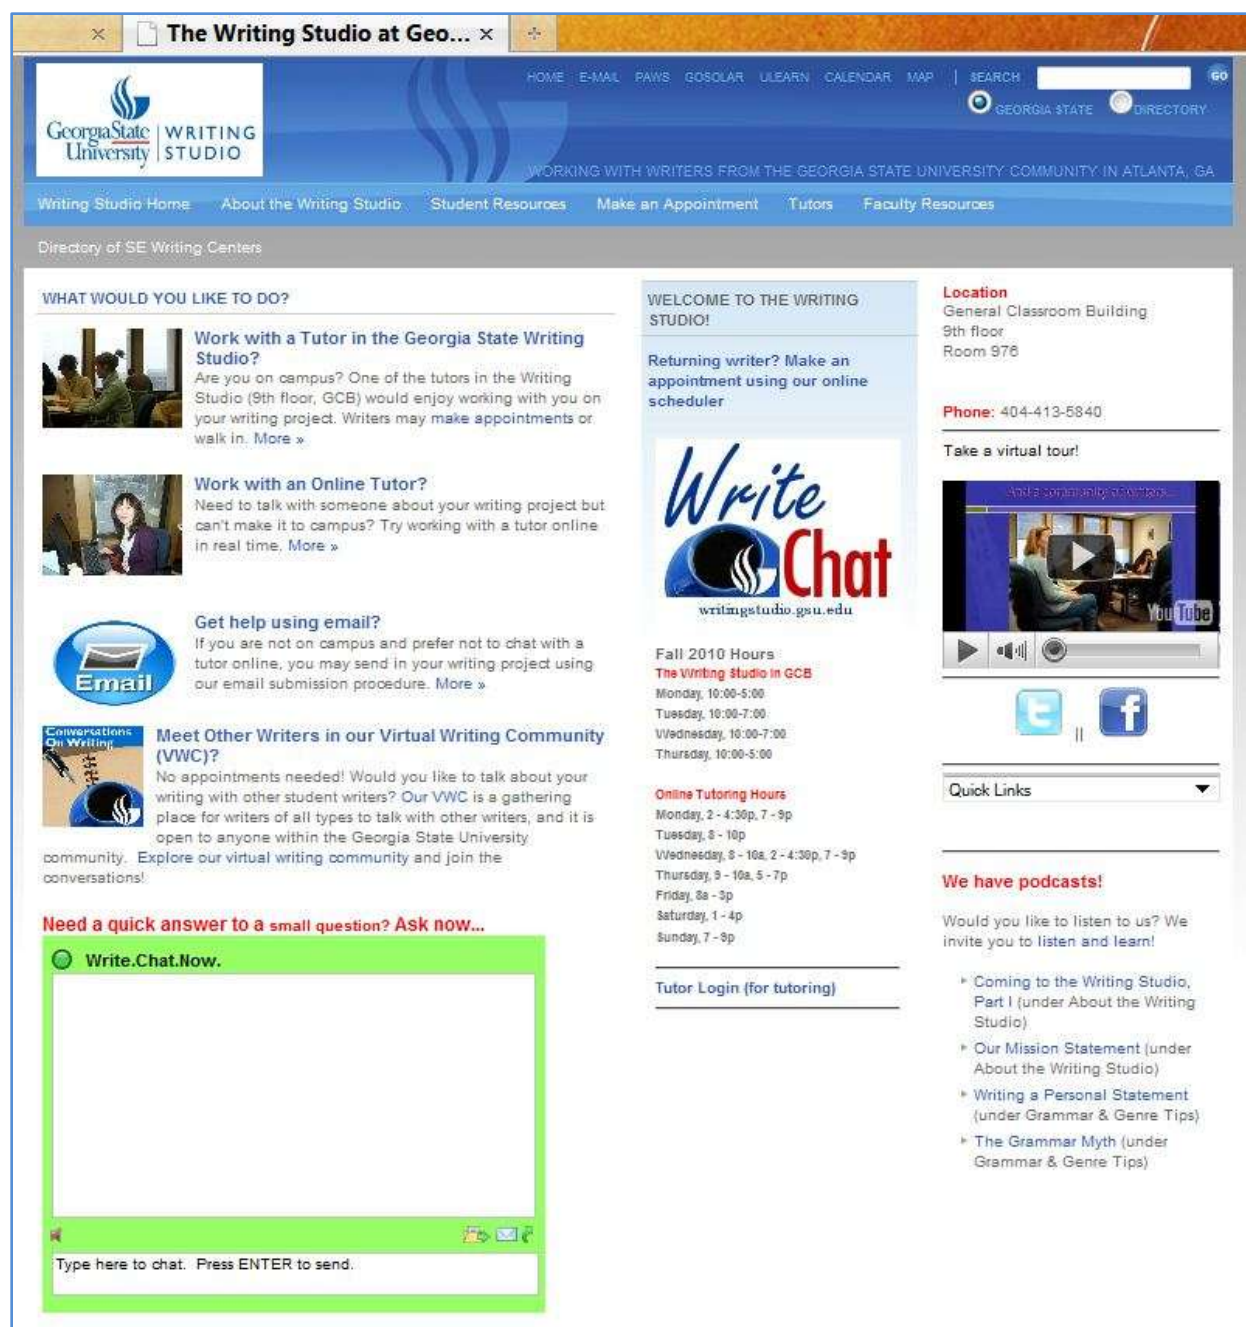 The Writing Studio at Geo...
HOME E-MAIL PAWS GOSOLAR ULEARN CALENDAR MAP | SEARCH GO
GEORGIA STATE DIRECTORY
GeorgiaState University | WRITING STUDIO
WORKING WITH WRITERS FROM THE GEORGIA STATE UNIVERSITY COMMUNITY IN ATLANTA, GA
Writing Studio Home About the Writing Studio Student Resources Make an Appointment Tutors Faculty Resources
Directory of SE Writing Centers
WHAT WOULD YOU LIKE TO DO?
Work with a Tutor in the Georgia State Writing
Studio?
Are you on campus? One of the tutors in the Writing
Studio (9th floor, GCB) would enjoy working with you on
your writing project. Writers may make appointments or
walk in. More »
Work with an Online Tutor?
Need to talk with someone about your writing project but
can't make it to campus? Try working with a tutor online
in real time. More »
Email
Get help using email?
If you are not on campus and prefer not to chat with a
tutor online, you may send in your writing project using
our email submission procedure. More »
Conversations
On Writing
Meet Other Writers in our Virtual Writing Community
(VWC)?
No appointments needed! Would you like to talk about your
writing with other student writers? Our VWC is a gathering
place for writers of all types to talk with other writers, and it is
open to anyone within the Georgia State University
community. Explore our virtual writing community and join the
conversations!
Need a quick answer to a small question? Ask now...
Write.Chat.Now.
Type here to chat. Press ENTER to send.
WELCOME TO THE WRITING
STUDIO!
Returning writer? Make an
appointment using our online
scheduler
Write
Chat
writingstudio.gsu.edu
Fall 2010 Hours
The Writing Studio in GCB
Monday, 10:00-5:00
Tuesday, 10:00-7:00
Wednesday, 10:00-7:00
Thursday, 10:00-5:00
Online Tutoring Hours
Monday, 2 - 4:30p, 7 - 9p
Tuesday, 8 - 10p
Wednesday, 8 - 10a, 2 - 4:30p, 7 - 9p
Thursday, 9 - 10a, 5 - 7p
Friday, 8a - 3p
Saturday, 1 - 4p
Sunday, 7 - 9p
Tutor Login (for tutoring)
Location
General Classroom Building
9th floor
Room 976
Phone: 404-413-5840
Take a virtual tour!
And a community of writers...
YouTube
||
Quick Links
We have podcasts!
Would you like to listen to us? We
invite you to listen and learn!
Coming to the Writing Studio,
Part I (under About the Writing
Studio)
Our Mission Statement (under
About the Writing Studio)
Writing a Personal Statement
(under Grammar & Genre Tips)
The Grammar Myth (under
Grammar & Genre Tips)